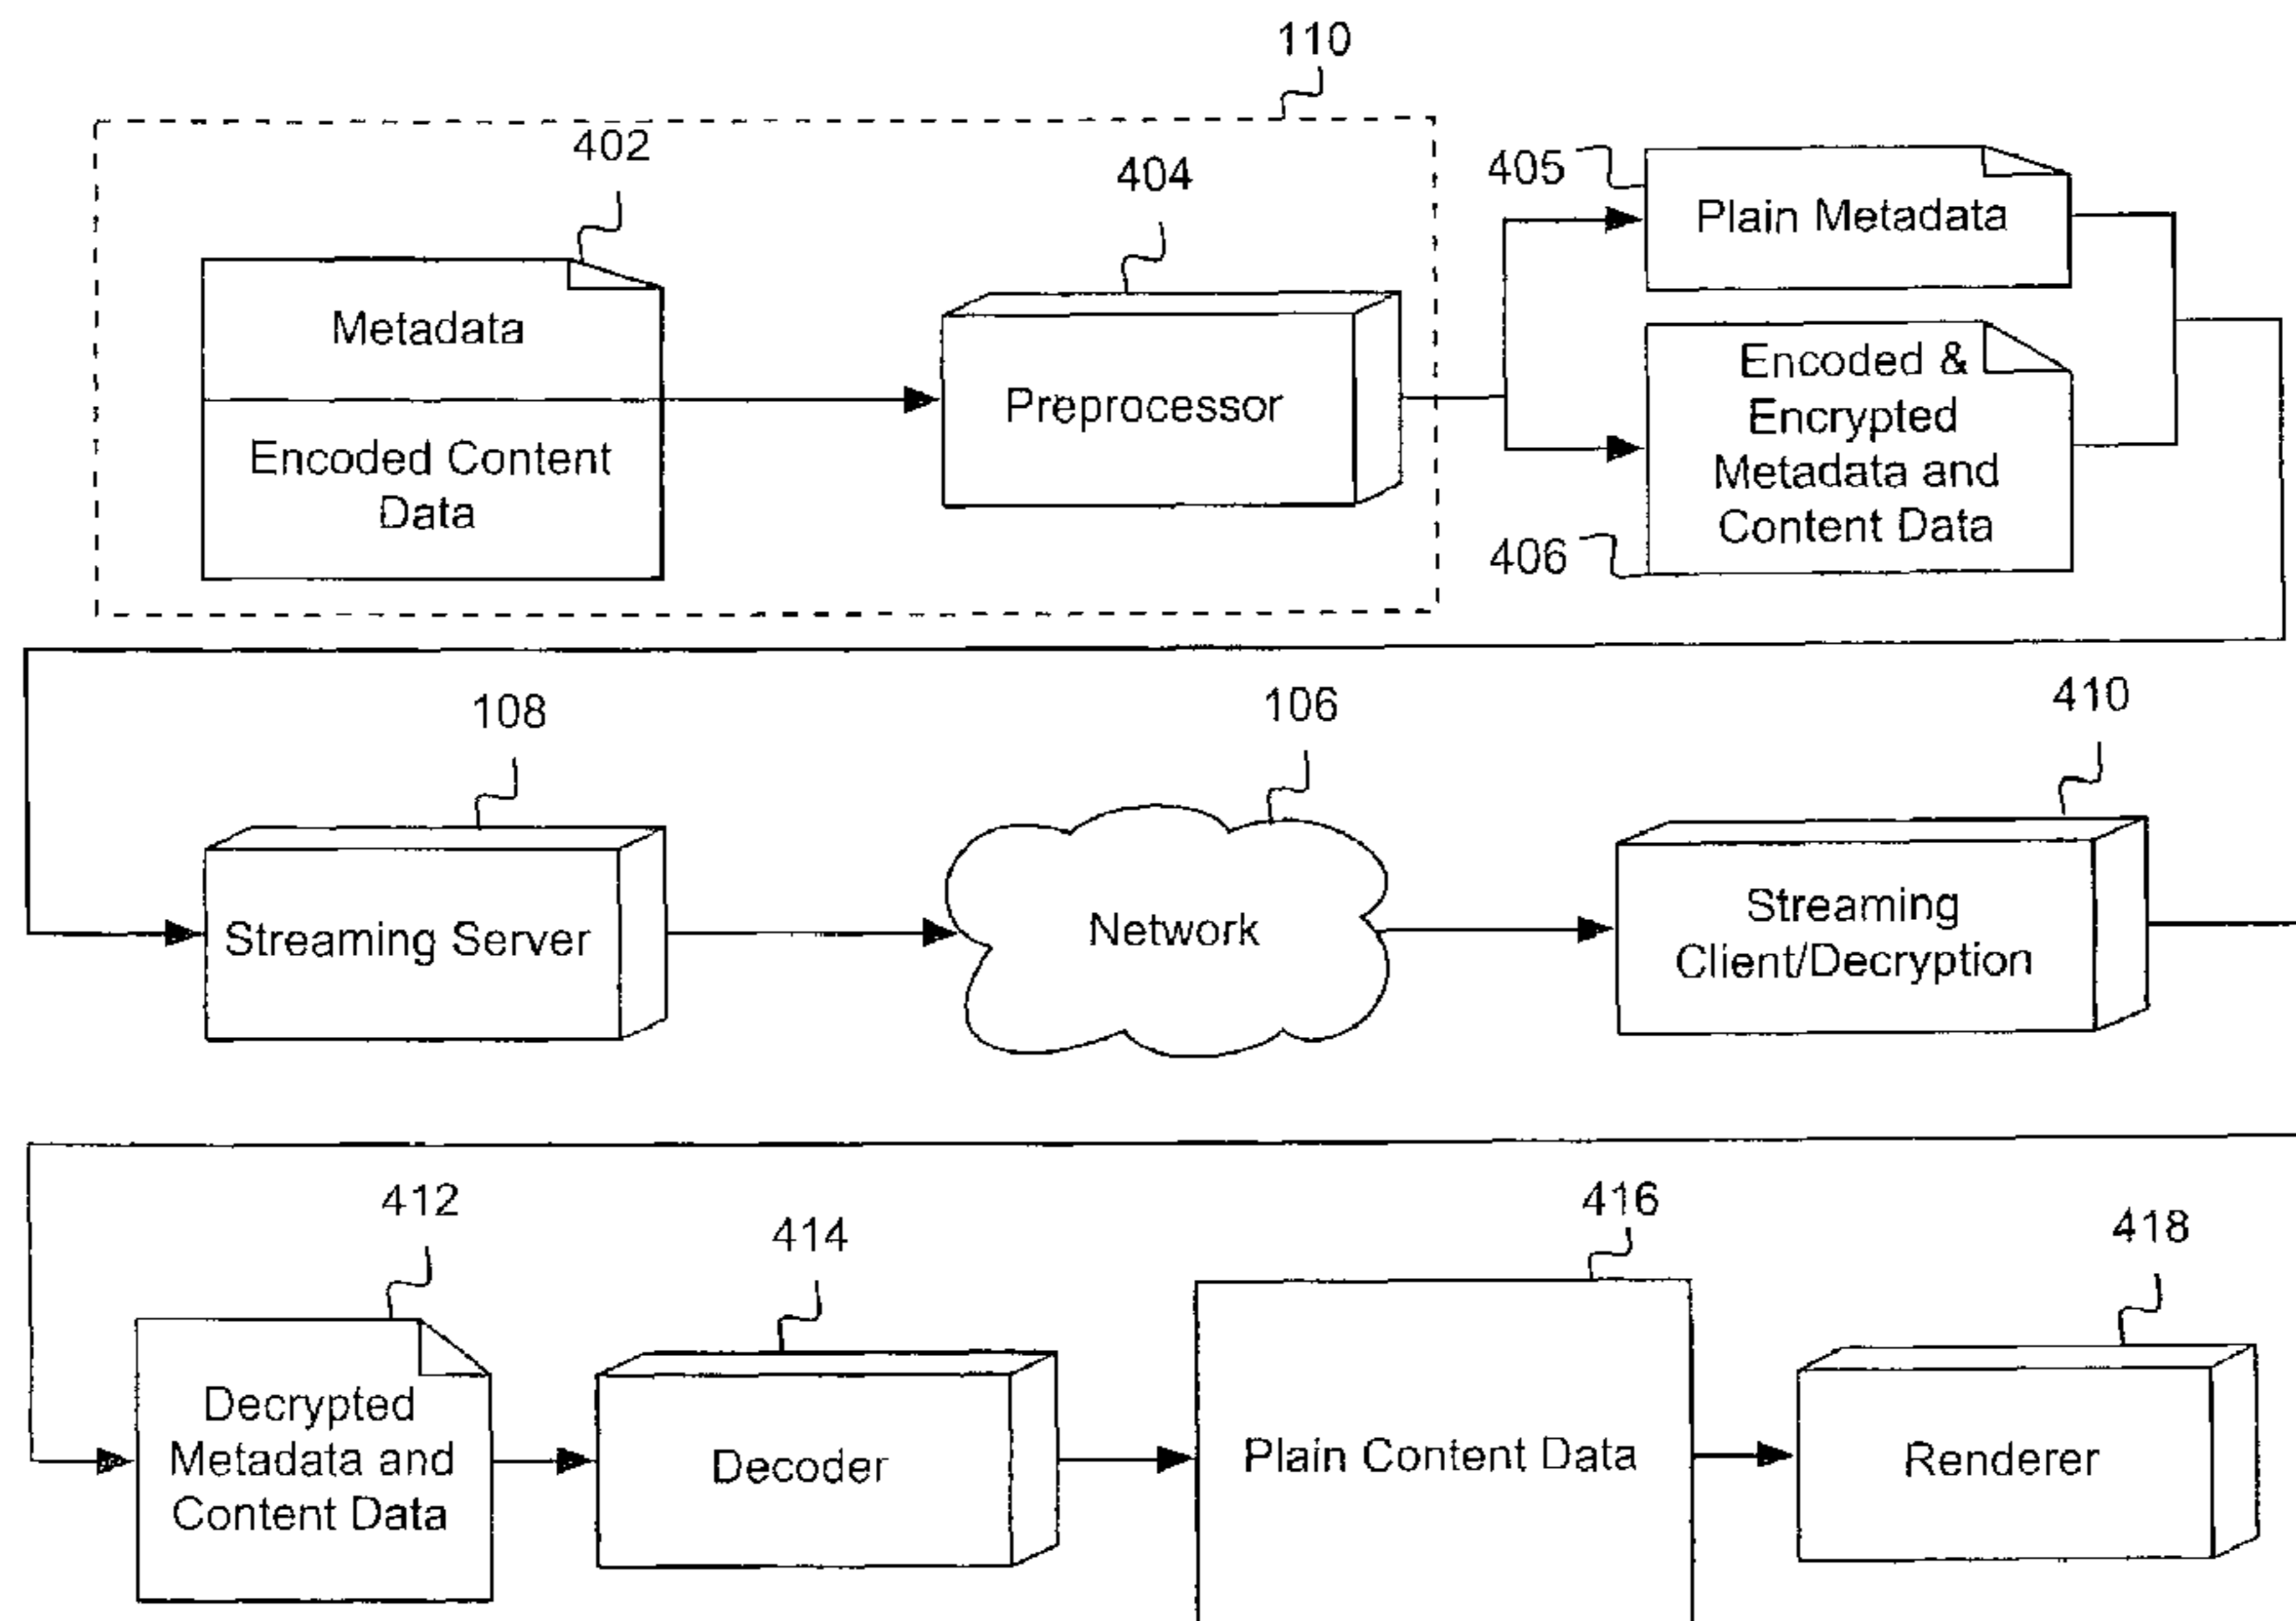 110
402
404
405
Plain Metadata
Metadata
Encoded Content
Data
Preprocessor
Encoded &
Encrypted
Metadata and
Content Data
406
108
106
410
Streaming Server
Network
Streaming
Client/Decryption
412
414
416
418
Decrypted
Metadata and
Content Data
Decoder
Plain Content Data
Renderer